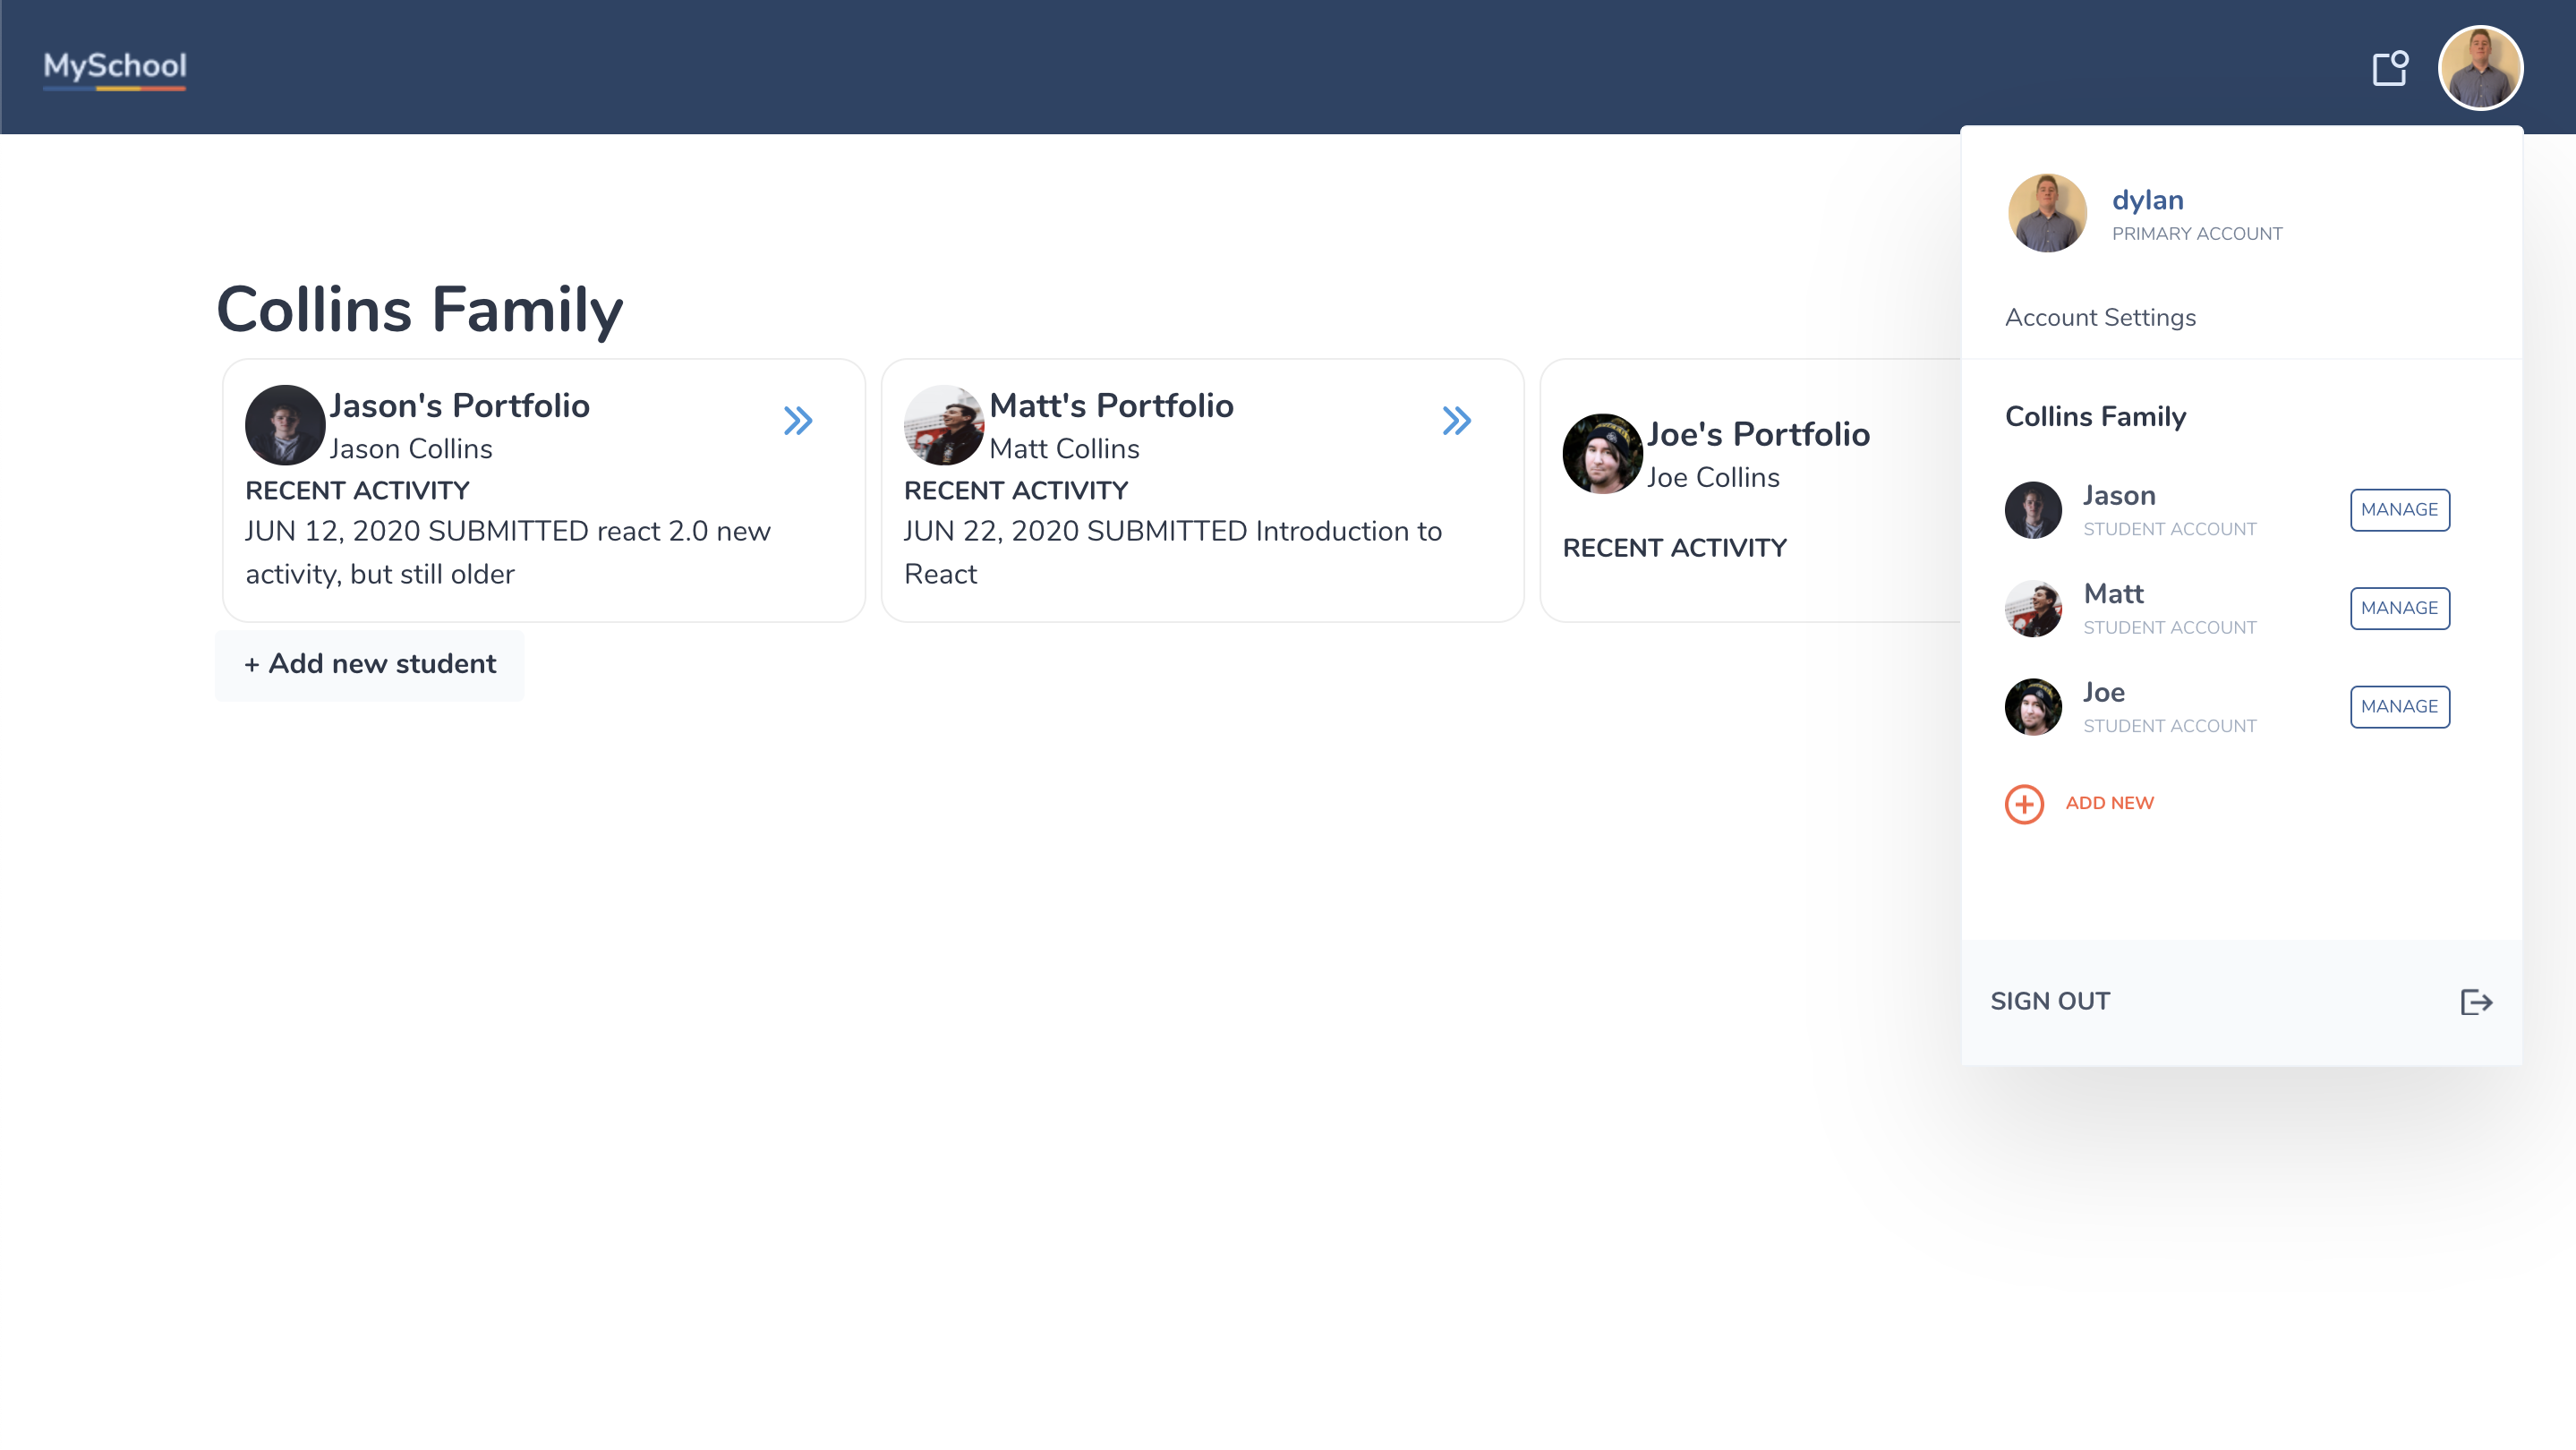 MySchool
Collins Family
Jason's Portfolio
Jason Collins
RECENT ACTIVITY
JUN 12, 2020 SUBMITTED react 2.0 new
activity, but still older
Matt's Portfolio
Matt Collins
RECENT ACTIVITY
JUN 22, 2020 SUBMITTED Introduction to
React
Joe's Portfolio
Joe Collins
RECENT ACTIVITY
+ Add new student
dylan
PRIMARY ACCOUNT
Account Settings
Collins Family
Jason
STUDENT ACCOUNT
MANAGE
Matt
STUDENT ACCOUNT
MANAGE
Joe
STUDENT ACCOUNT
MANAGE
ADD NEW
SIGN OUT